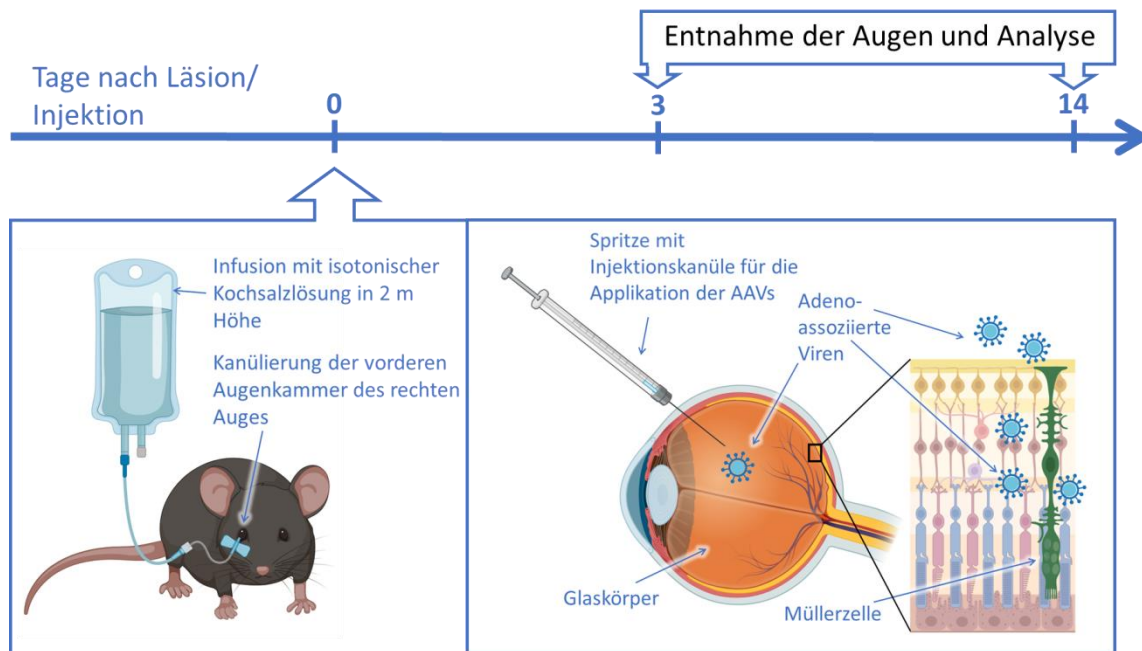 Entnahme der Augen und Analyse
Tage nach Läsion/
Injektion
0
3
14
Infusion mit isotonischer
Kochsalzlösung in 2 m
Höhe
Kanülierung der vorderen
Augenkammer des rechten
Auges
Spritze mit
Injektionskanüle für die
Applikation der AAVs
Adeno-
assoziierte
Viren
Glaskörper
Müllerzelle